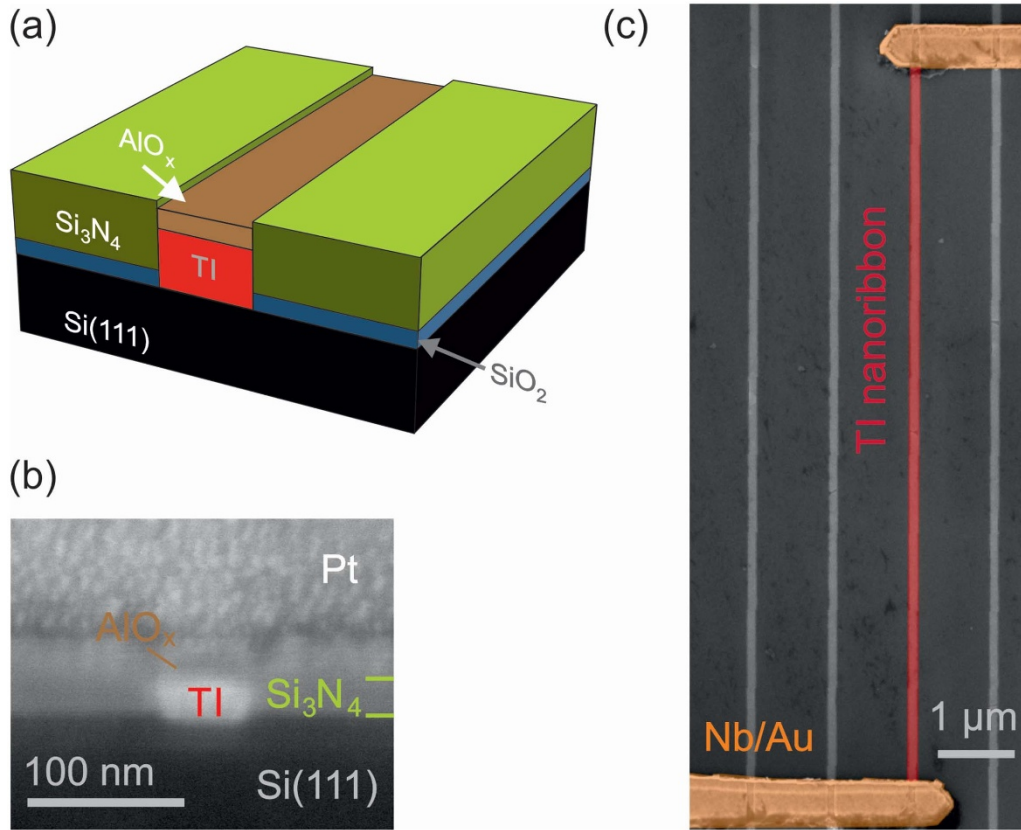 (a)
AlOₓ
Si₃N₄
TI
Si(111)
SiO₂
(b)
Pt
AlOₓ
TI
Si₃N₄
100 nm
Si(111)
(c)
TI nanoribbon
Nb/Au
1 µm